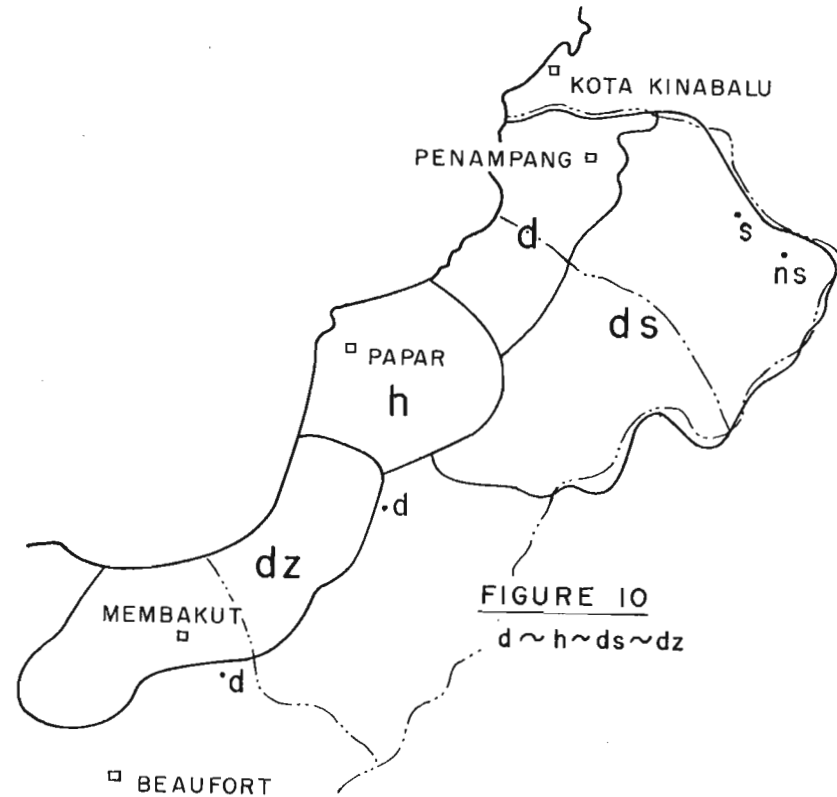 KOTA KINABALU
PENAMPANG
s
d
ns
ds
PAPAR
h
d
dz
FIGURE 10
MEMBAKUT
d ~ h ~ ds ~ dz
d
BEAUFORT